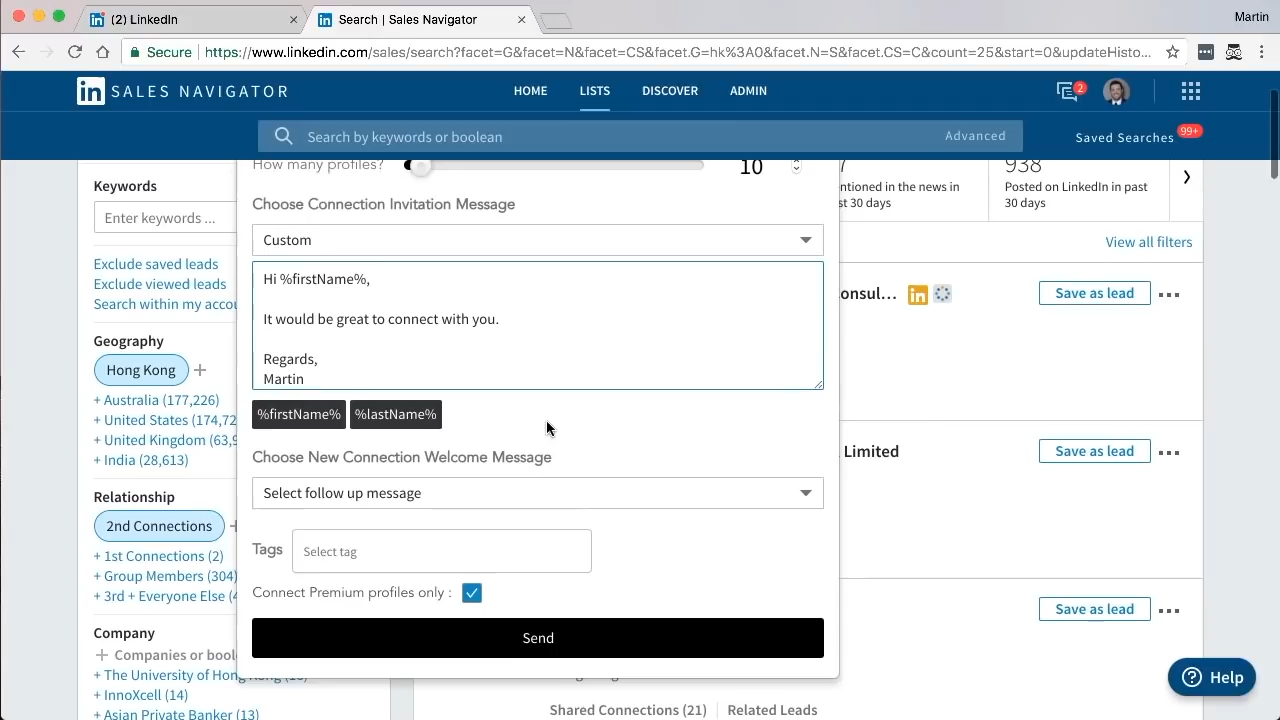 (2) LinkedIn
Search | Sales Navigator
Martin
Secure
https://www.linkedin.com/sales/search?facet=G&facet=N&facet=CS&facet.G=hk%3A0&facet.N=S&facet.CS=C&count=25&start=0&updateHisto...
in SALES NAVIGATOR
HOME
LISTS
DISCOVER
ADMIN
2
Search by keywords or boolean
Advanced
Saved Searches
99+
Keywords
Enter keywords ...
Exclude saved leads
Exclude viewed leads
Search within my accou
Geography
Hong Kong
+ Australia (177,226)
+ United States (174,72
+ United Kingdom (63,9
+ India (28,613)
Relationship
2nd Connections
+ 1st Connections (2)
+ Group Members (304)
+ 3rd + Everyone Else (4
Company
+ Companies or bool
+ The University of Hong Kong
+ InnoXcell (14)
+ Asian Private Banker (13)
How many profiles?
10
Choose Connection Invitation Message
Custom
Hi %firstName%,
It would be great to connect with you.
Regards,
Martin
%firstName%
%lastName%
Choose New Connection Welcome Message
Select follow up message
Tags
Select tag
Connect Premium profiles only :
Send
7
entioned in the news in
st 30 days
938
Posted on LinkedIn in past
30 days
View all filters
onsul...
in
Save as lead
Limited
Save as lead
Save as lead
Shared Connections (21)
Related Leads
Help